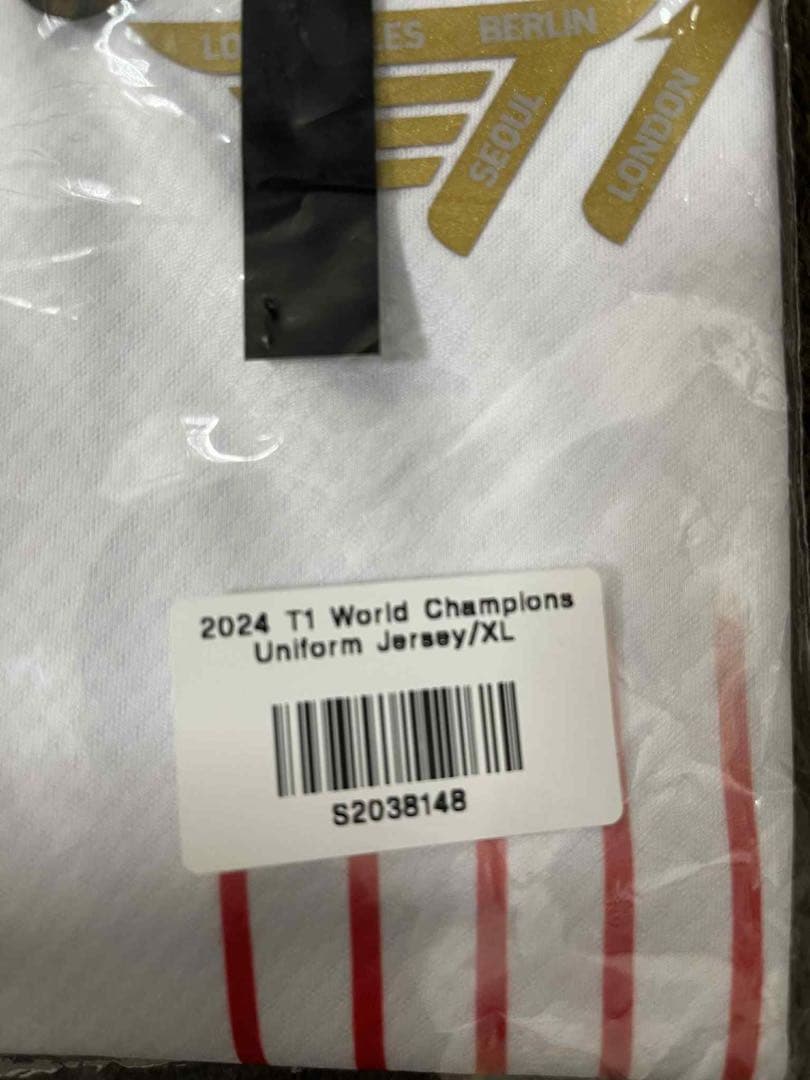 BERLIN
SEOUL
LONDON
2024 T1 World Champions
Uniform Jersey/XL
S2038148